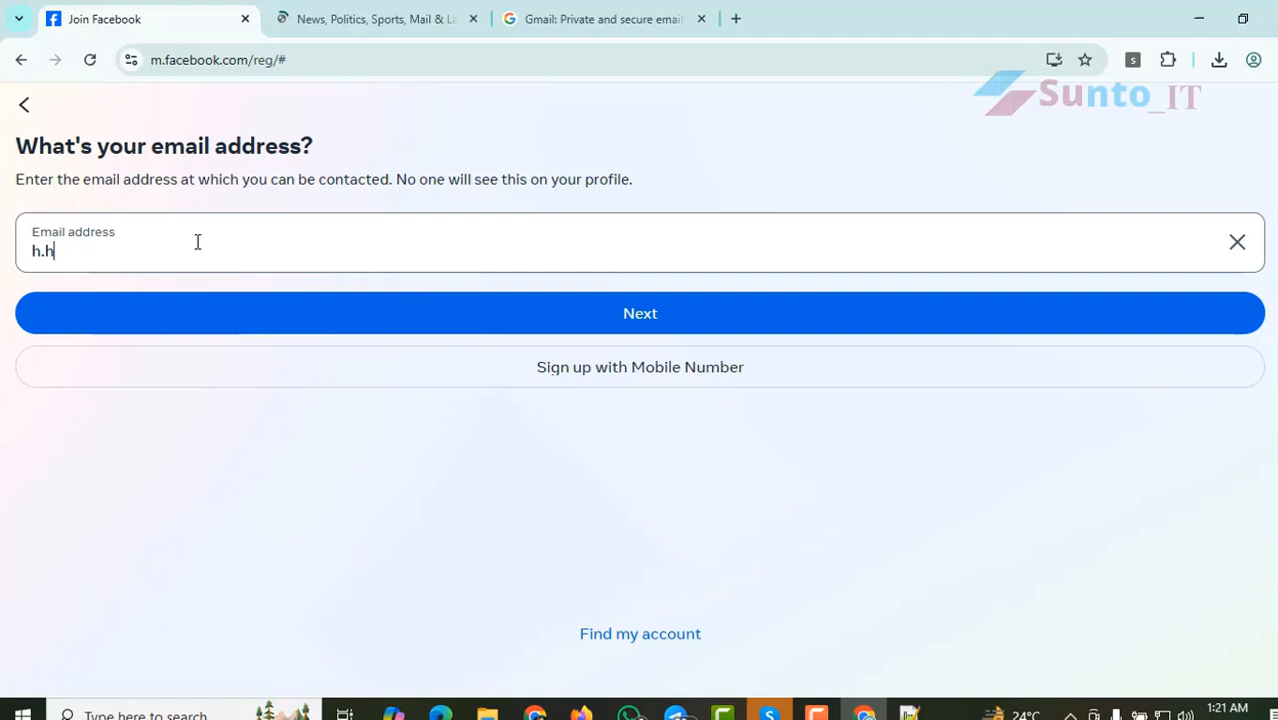 Join Facebook
News, Politics, Sports, Mail & La
Gmail: Private and secure email
m.facebook.com/reg/#
S
Sunto_IT
What's your email address?
Enter the email address at which you can be contacted. No one will see this on your profile.
Email address
h.h
Next
Sign up with Mobile Number
Find my account
Type here to search
24°C
1:21 AM